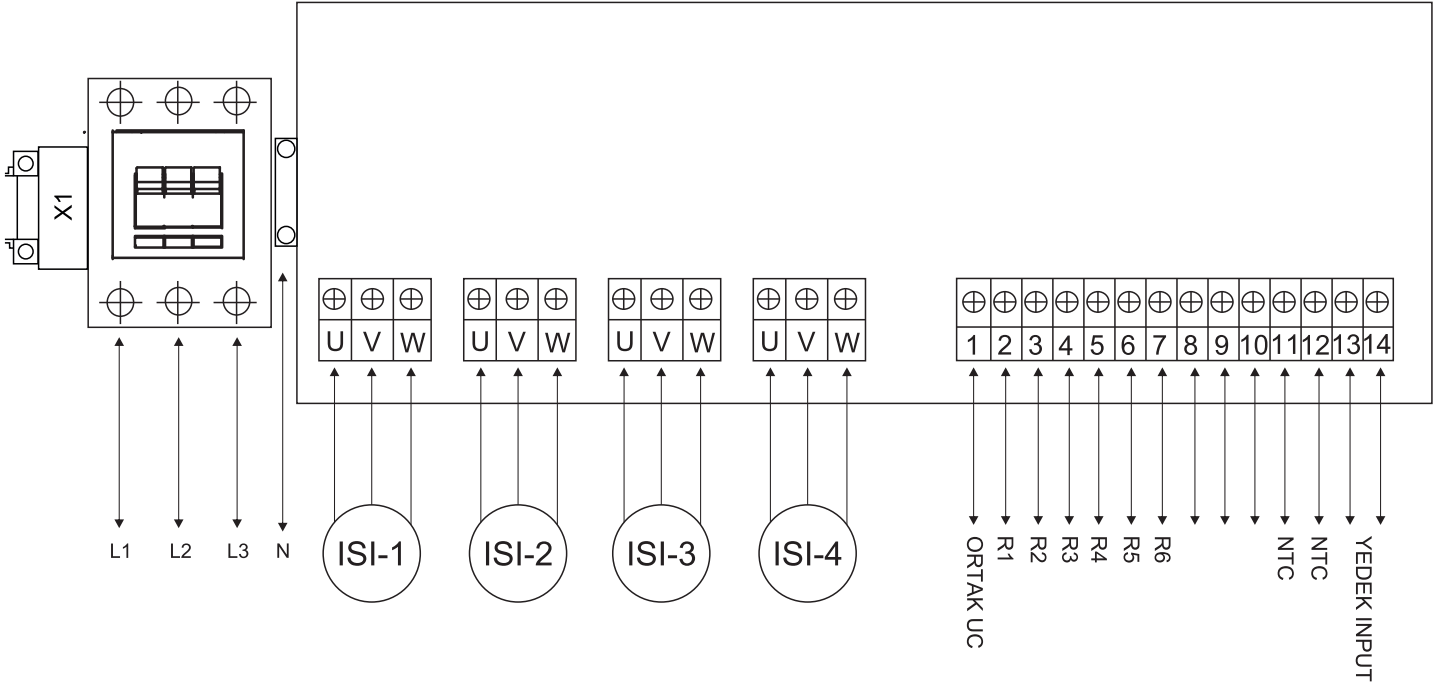 X1
U V W
U V W
U V W
U V W
1 2 3 4 5 6 7 8 9 10 11 12 13 14
L1
L2
L3
N
ISI-1
ISI-2
ISI-3
ISI-4
ORTAK UC
R1
R2
R3
R4
R5
R6
NTC
NTC
YEDEK INPUT